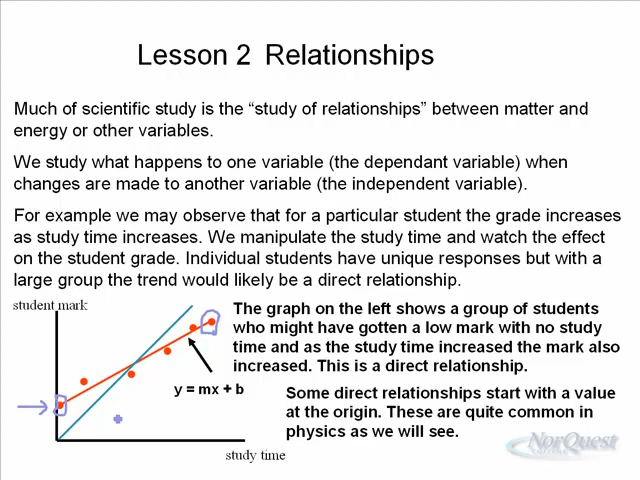 Lesson 2 Relationships
Much of scientific study is the “study of relationships” between matter and
energy or other variables.
We study what happens to one variable (the dependant variable) when
changes are made to another variable (the independent variable).
For example we may observe that for a particular student the grade increases
as study time increases. We manipulate the study time and watch the effect
on the student grade. Individual students have unique responses but with a
large group the trend would likely be a direct relationship.
student mark
The graph on the left shows a group of students
who might have gotten a low mark with no study
time and as the study time increased the mark also
increased. This is a direct relationship.
y = mx + b
Some direct relationships start with a value
at the origin. These are quite common in
physics as we will see.
study time
NorQuest